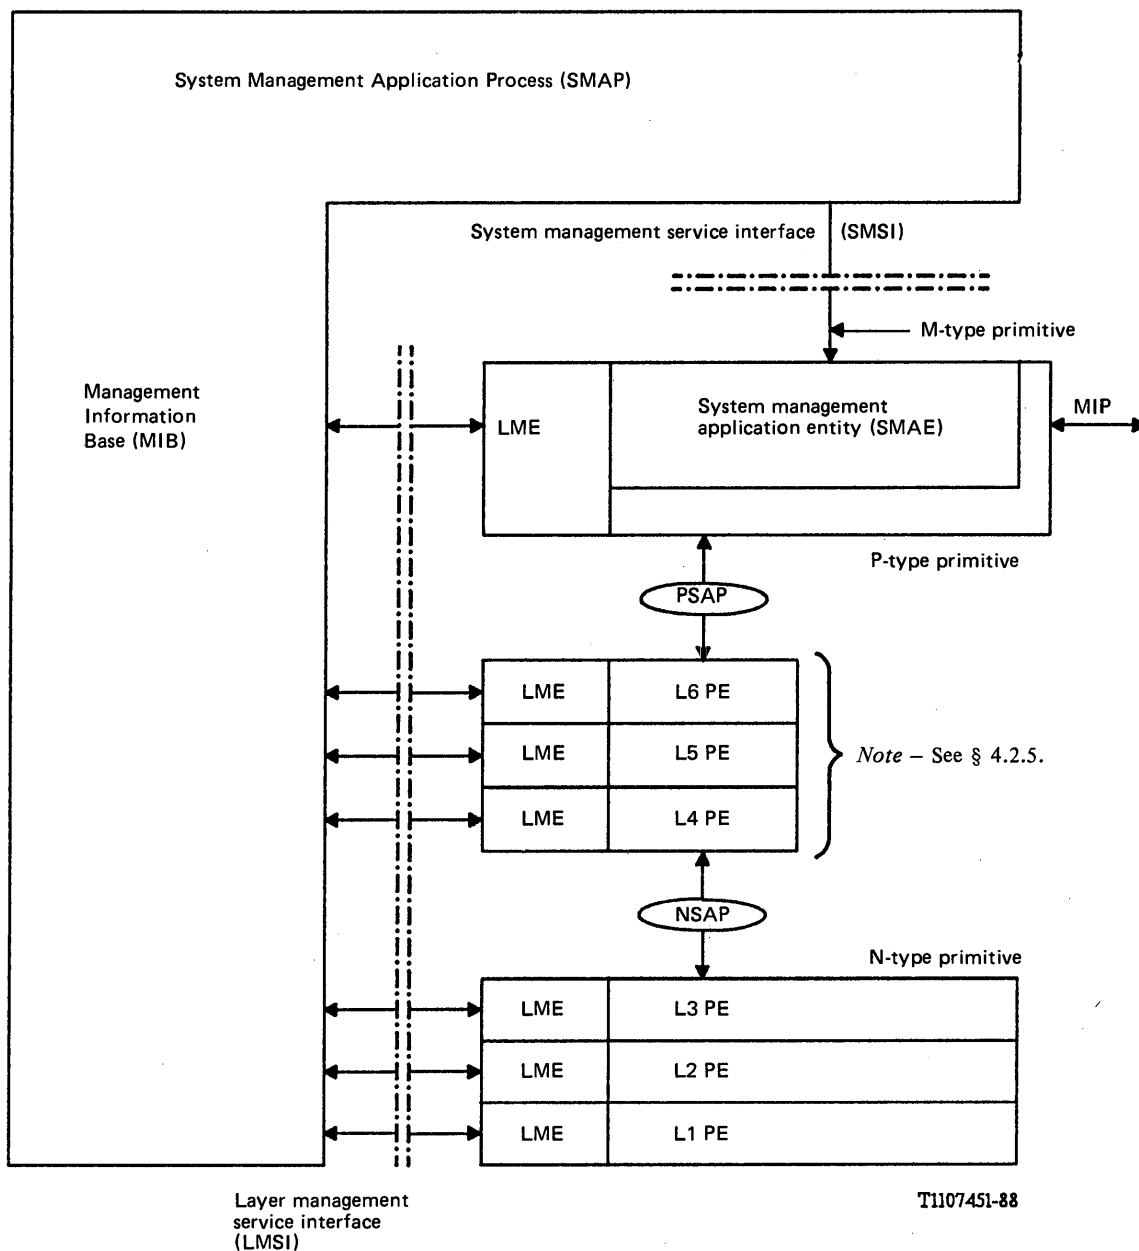 System Management Application Process (SMAP)
System management service interface (SMSI)
M-type primitive
Management
Information
Base (MIB)
LME
System management
application entity (SMAE)
MIP
P-type primitive
PSAP
LME L6 PE
LME L5 PE
LME L4 PE
Note – See § 4.2.5.
NSAP
N-type primitive
LME L3 PE
LME L2 PE
LME L1 PE
Layer management
service interface
(LMSI)
T1107451-88